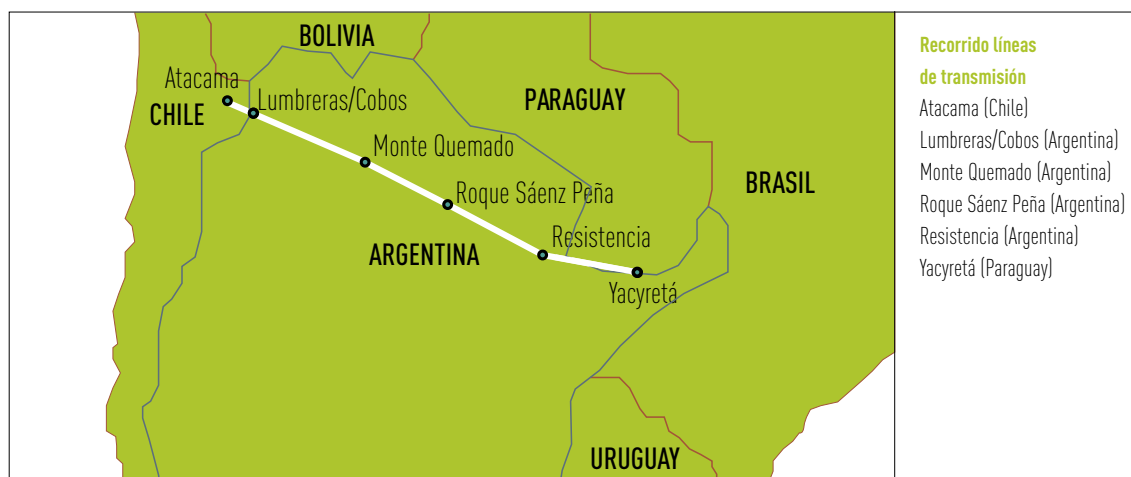 BOLIVIA
Atacama
CHILE
Lumbreras/Cobos
PARAGUAY
Monte Quemado
BRASIL
Roque Sáenz Peña
ARGENTINA
Resistencia
Yacyretá
URUGUAY
Recorrido líneas
de transmisión
Atacama (Chile)
Lumbreras/Cobos (Argentina)
Monte Quemado (Argentina)
Roque Sáenz Peña (Argentina)
Resistencia (Argentina)
Yacyretá (Paraguay)